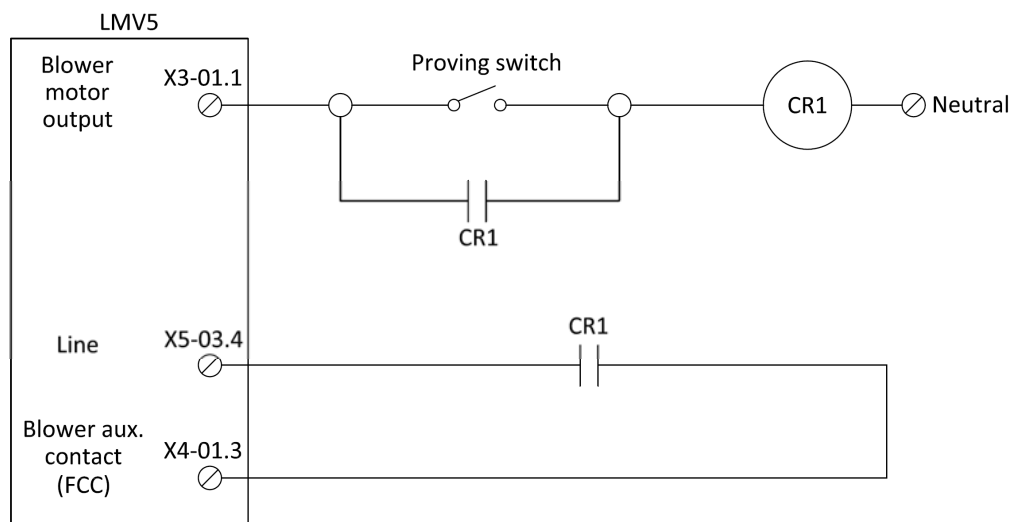 LMV5
Blower
motor
output
X3-01.1
Proving switch
CR1
Neutral
CR1
Line
X5-03.4
CR1
Blower aux.
contact
(FCC)
X4-01.3